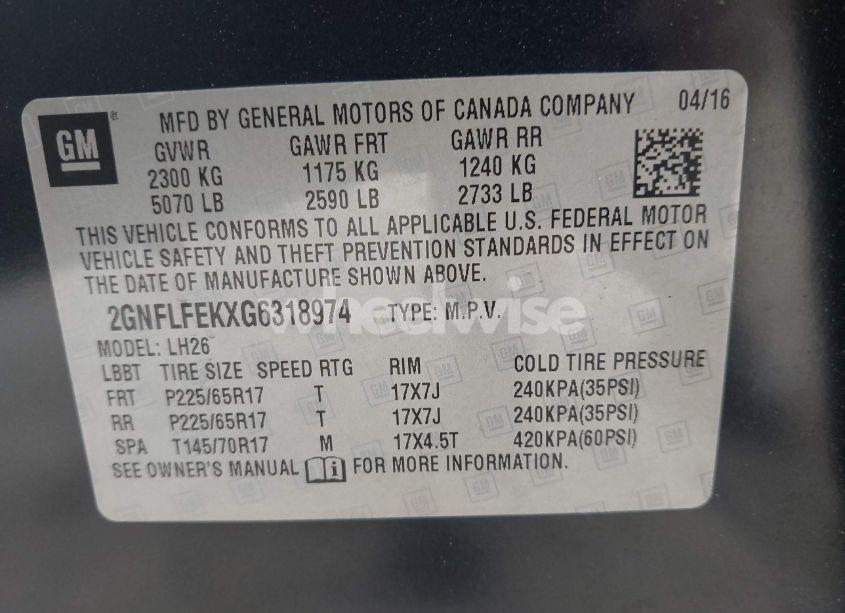 GM
MFD BY GENERAL MOTORS OF CANADA COMPANY 04/16
GVWR GAWR FRT GAWR RR
2300 KG 1175 KG 1240 KG
5070 LB 2590 LB 2733 LB
THIS VEHICLE CONFORMS TO ALL APPLICABLE U.S. FEDERAL MOTOR
VEHICLE SAFETY AND THEFT PREVENTION STANDARDS IN EFFECT ON
THE DATE OF MANUFACTURE SHOWN ABOVE.
2GNFLFEKXG6318974 TYPE: M.P.V.
wheelwise
MODEL: LH26
LBBT TIRE SIZE SPEED RTG RIM COLD TIRE PRESSURE
FRT P225/65R17 T 17X7J 240KPA(35PSI)
RR P225/65R17 T 17X7J 240KPA(35PSI)
SPA T145/70R17 M 17X4.5T 420KPA(60PSI)
SEE OWNER'S MANUAL i FOR MORE INFORMATION.